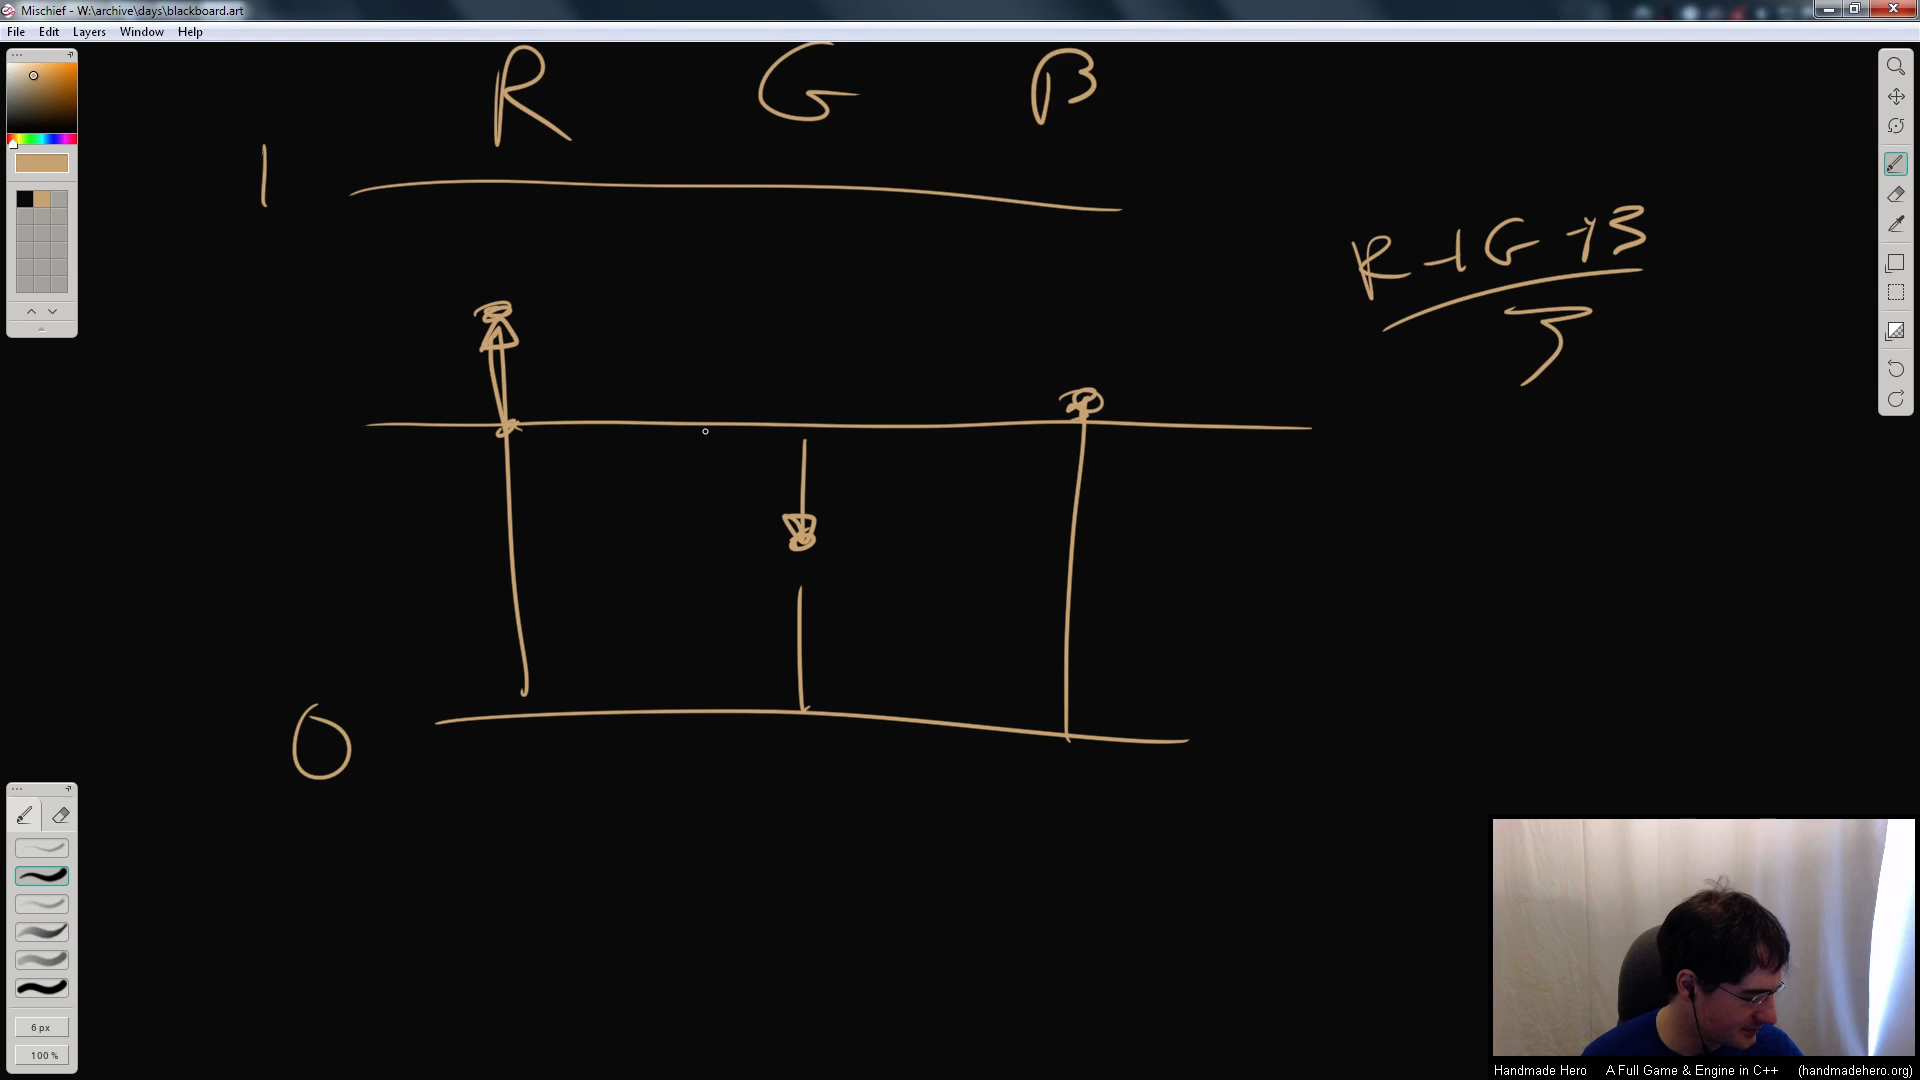 Mischief - W:\archive\days\blackboard.art
File Edit Layers Window Help
R G B
1
R+G+B
3
0
6 px
100 %
Handmade Hero A Full Game & Engine in C++ (handmadehero.org)